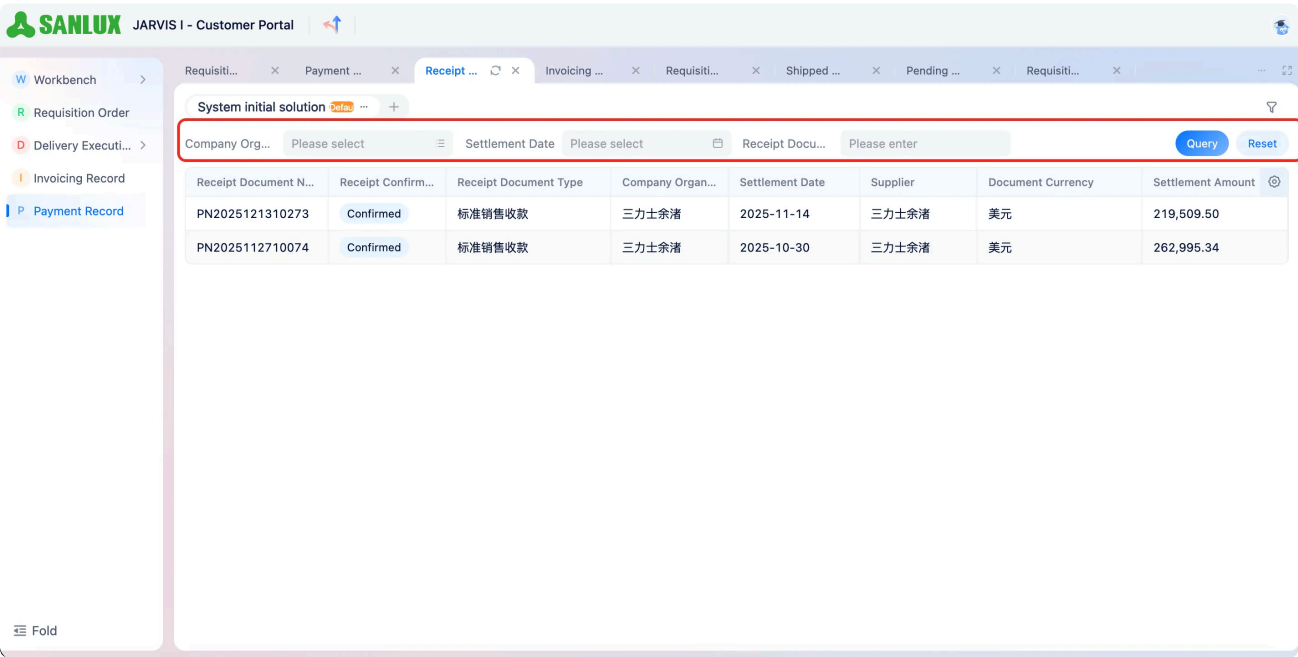 SANLUX JARVIS I - Customer Portal
W Workbench
R Requisition Order
D Delivery Executi...
I Invoicing Record
P Payment Record
Fold
Requisiti... Payment ... Receipt ... Invoicing ... Requisiti... Shipped ... Pending ... Requisiti...
System initial solution Defau ...
Company Org... Please select Settlement Date Please select Receipt Docu... Please enter Query Reset
Receipt Document N... Receipt Confirm... Receipt Document Type Company Organ... Settlement Date Supplier Document Currency Settlement Amount
PN2025121310273 Confirmed 标准销售收款 三力士余渚 2025-11-14 三力士余渚 美元 219,509.50
PN2025112710074 Confirmed 标准销售收款 三力士余渚 2025-10-30 三力士余渚 美元 262,995.34